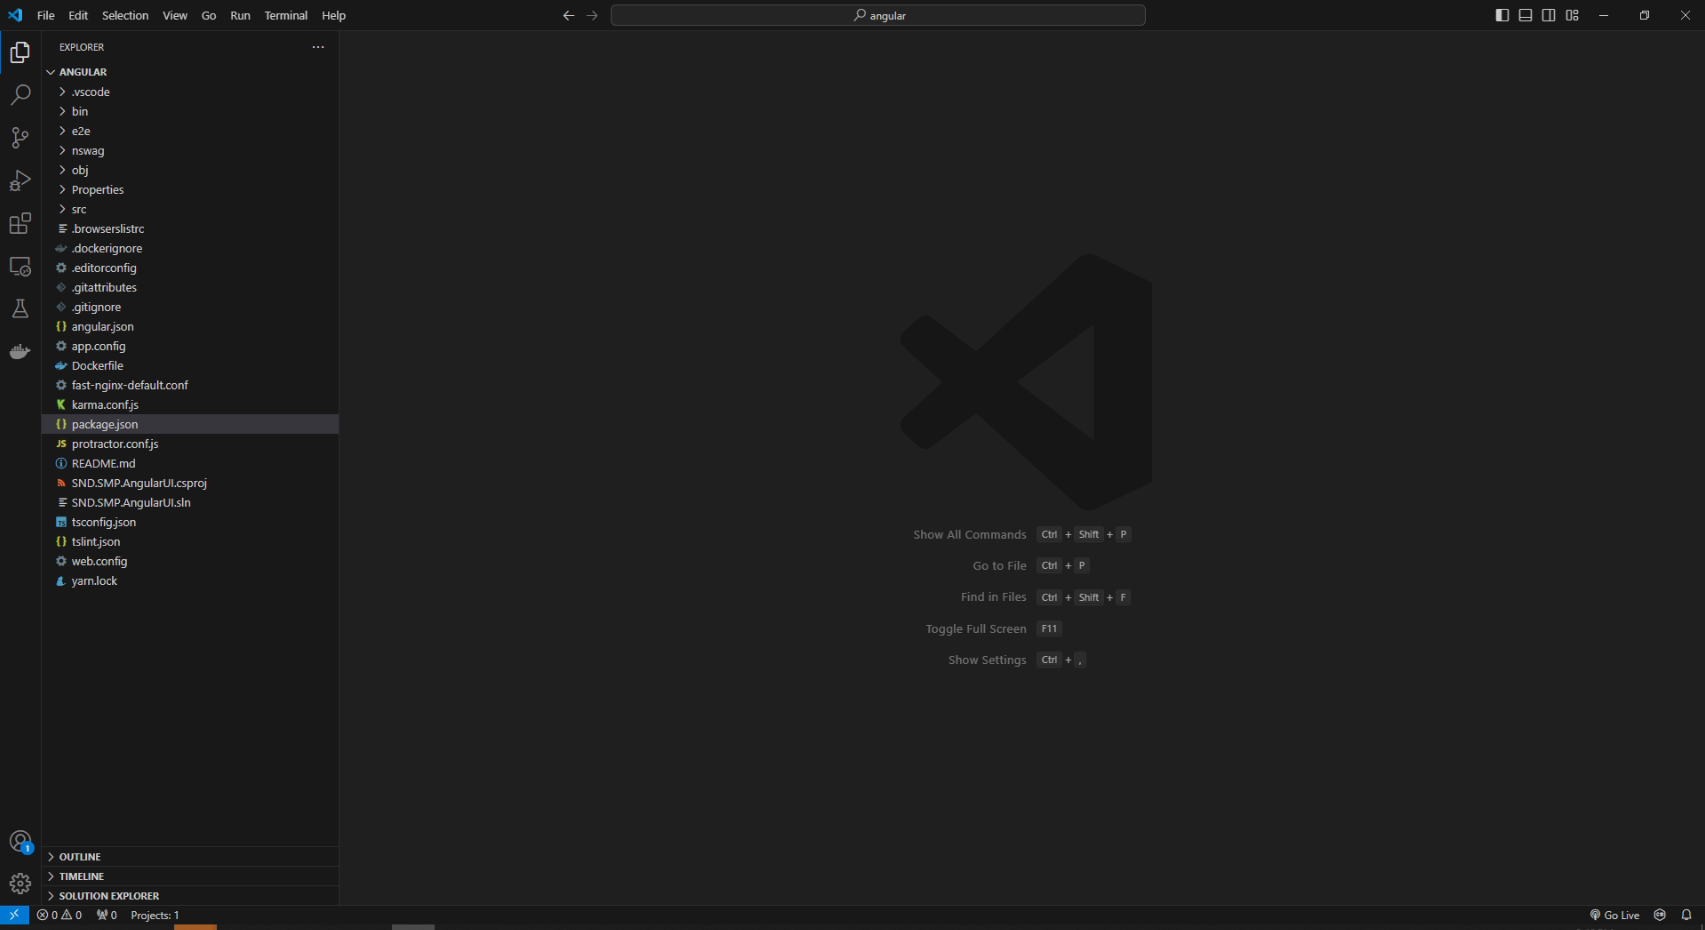 File Edit Selection View Go Run Terminal Help
angular
EXPLORER
ANGULAR
.vscode
bin
e2e
nswag
obj
Properties
src
.browserslistrc
.dockerignore
.editorconfig
.gitattributes
.gitignore
angular.json
app.config
Dockerfile
fast-nginx-default.conf
karma.conf.js
package.json
JS protractor.conf.js
README.md
SND.SMP.AngularUI.csproj
SND.SMP.AngularUI.sln
TS tsconfig.json
tslint.json
web.config
yarn.lock
Show All Commands Ctrl + Shift + P
Go to File Ctrl + P
Find in Files Ctrl + Shift + F
Toggle Full Screen F11
Show Settings Ctrl + ,
1
OUTLINE
TIMELINE
SOLUTION EXPLORER
0 0 0 Projects: 1 Go Live